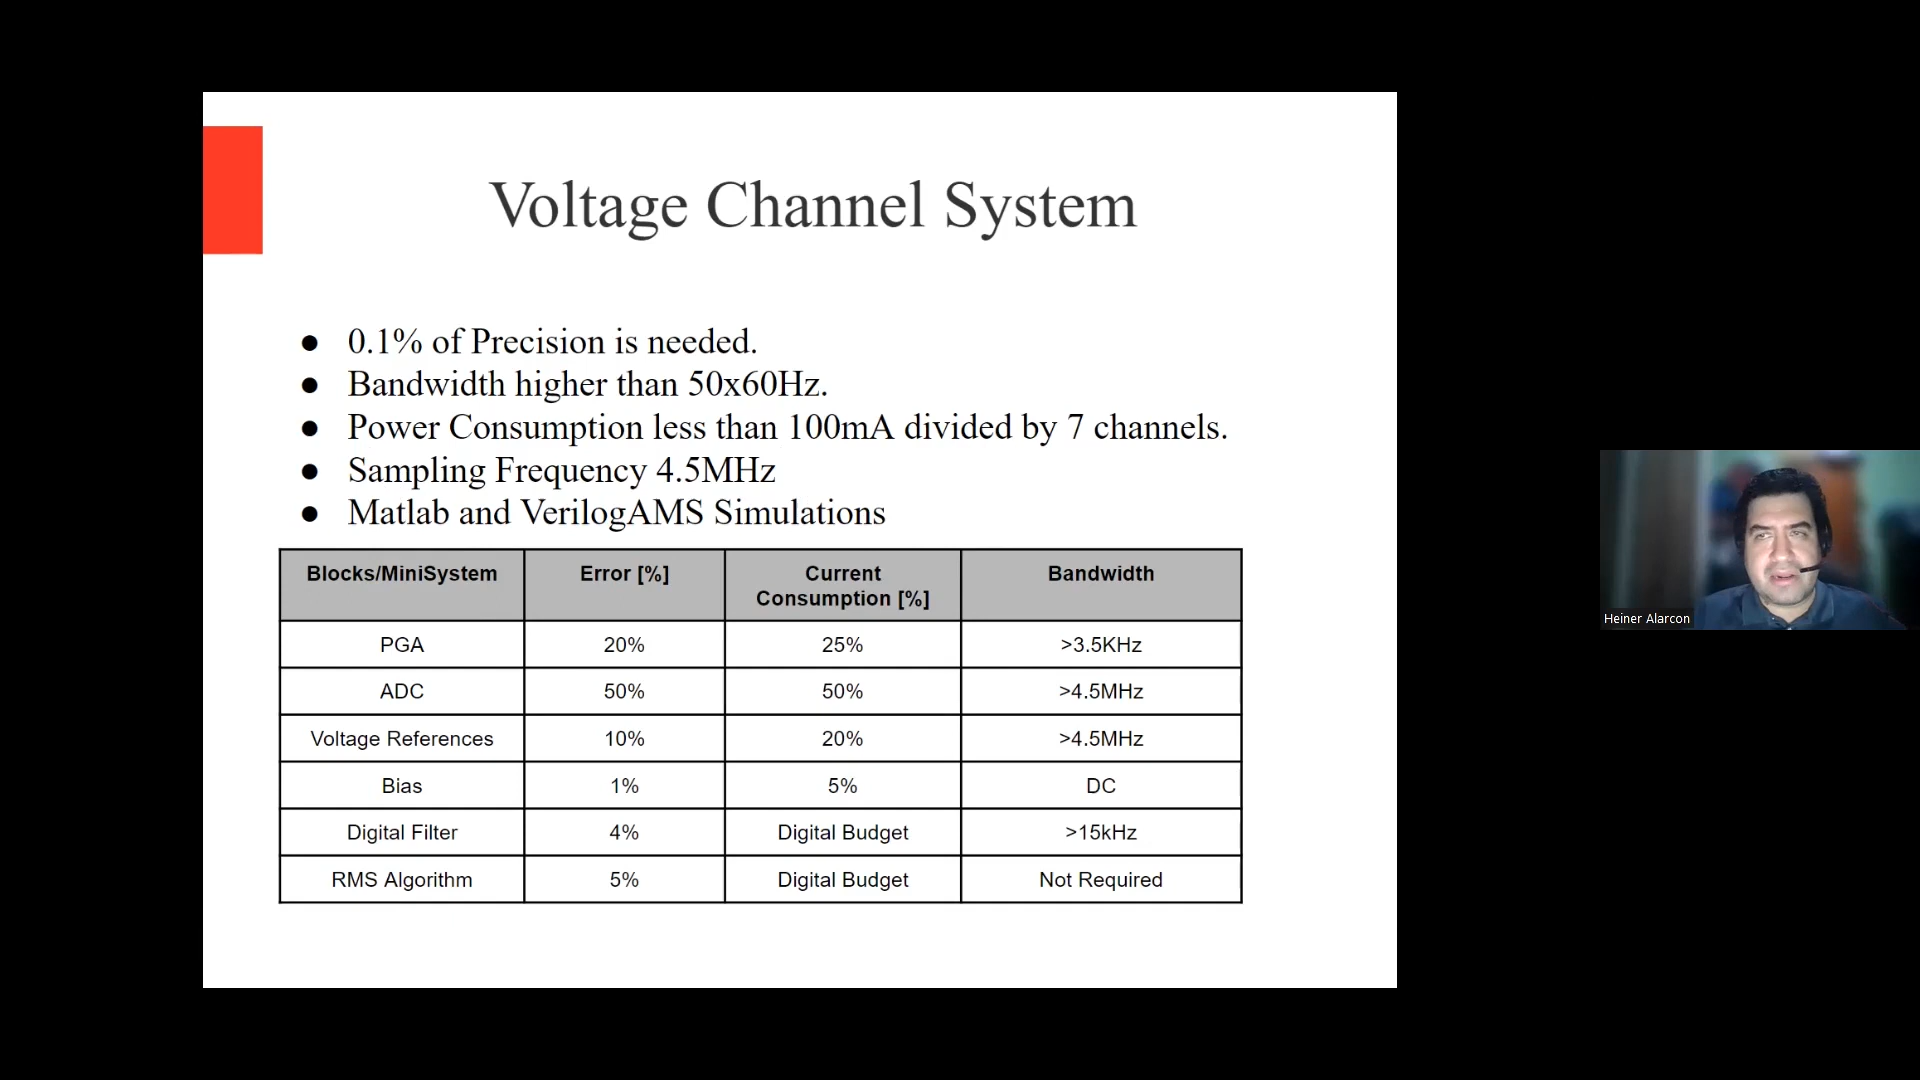 Voltage Channel System
● 0.1% of Precision is needed.
● Bandwidth higher than 50x60Hz.
● Power Consumption less than 100mA divided by 7 channels.
● Sampling Frequency 4.5MHz
● Matlab and VerilogAMS Simulations
Blocks/MiniSystem Error [%] Current Consumption [%] Bandwidth
PGA 20% 25% >3.5KHz
ADC 50% 50% >4.5MHz
Voltage References 10% 20% >4.5MHz
Bias 1% 5% DC
Digital Filter 4% Digital Budget >15kHz
RMS Algorithm 5% Digital Budget Not Required
Heiner Alarcon